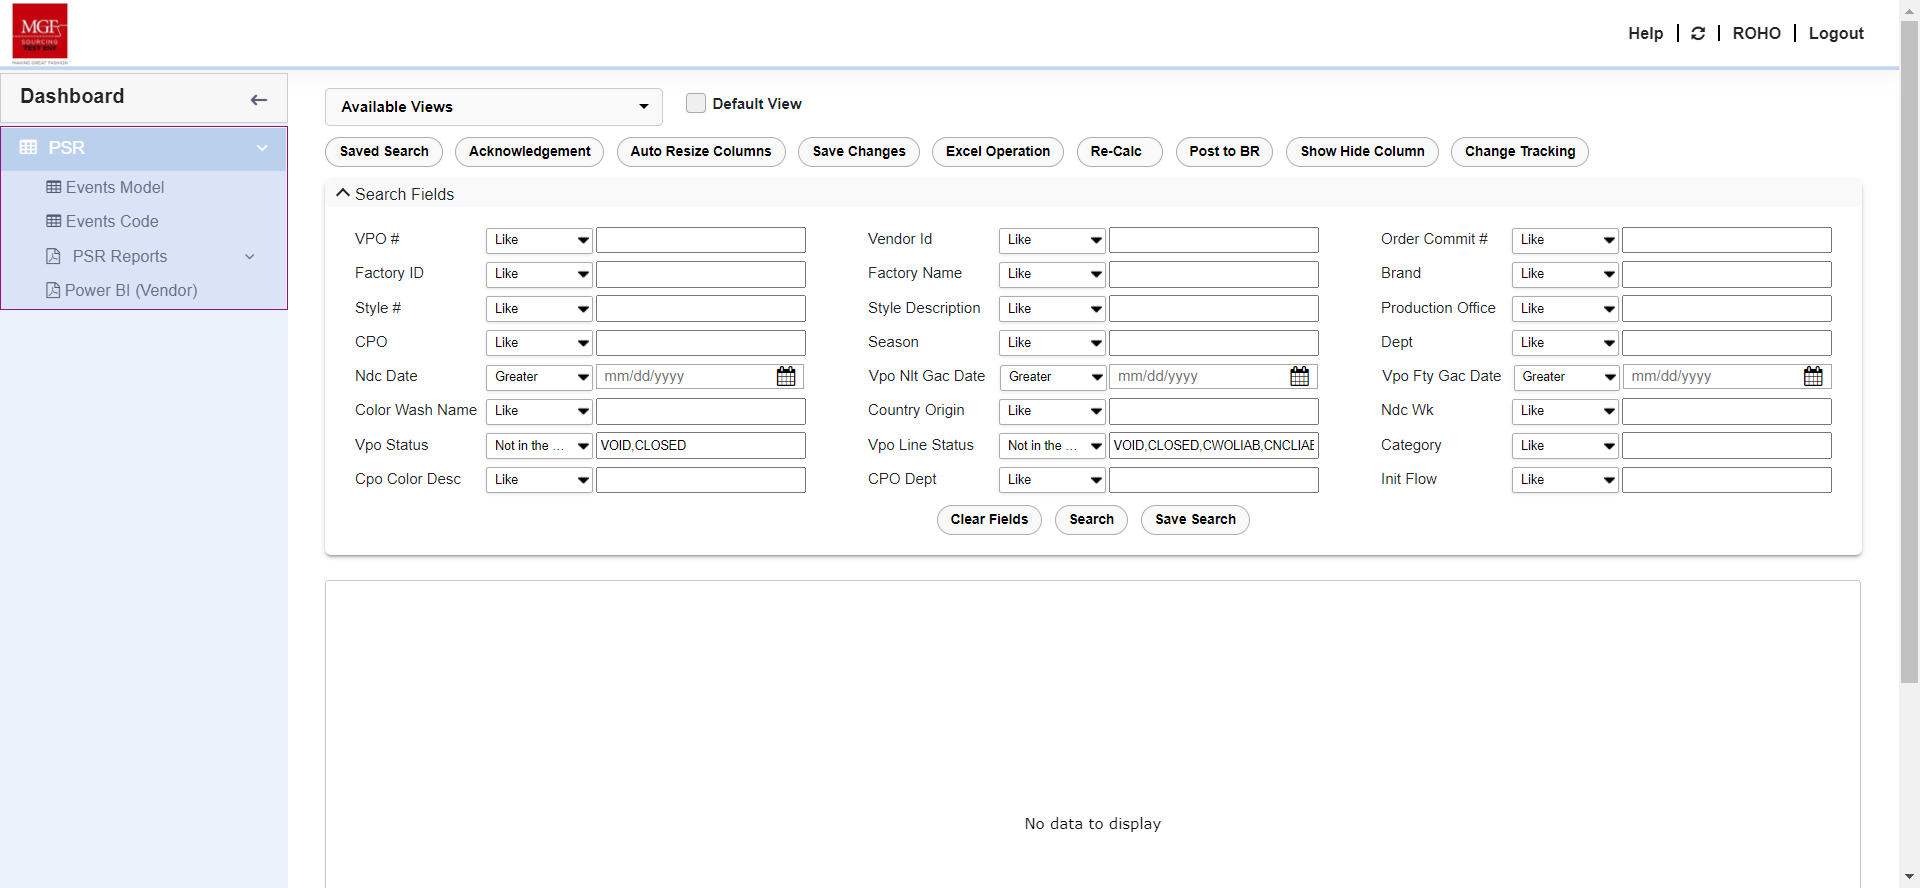 MGF
SOURCING
TEST ENV
MAKING GREAT FASHION
Help
ROHO
Logout
Dashboard
PSR
Events Model
Events Code
PSR Reports
Power BI (Vendor)
Available Views
Default View
Saved Search
Acknowledgement
Auto Resize Columns
Save Changes
Excel Operation
Re-Calc
Post to BR
Show Hide Column
Change Tracking
Search Fields
VPO # Like
Vendor Id Like
Order Commit # Like
Factory ID Like
Factory Name Like
Brand Like
Style # Like
Style Description Like
Production Office Like
CPO Like
Season Like
Dept Like
Ndc Date Greater mm/dd/yyyy
Vpo Nlt Gac Date Greater mm/dd/yyyy
Vpo Fty Gac Date Greater mm/dd/yyyy
Color Wash Name Like
Country Origin Like
Ndc Wk Like
Vpo Status Not in the ... VOID,CLOSED
Vpo Line Status Not in the ... VOID,CLOSED,CWOLIAB,CNCLIAB
Category Like
Cpo Color Desc Like
CPO Dept Like
Init Flow Like
Clear Fields
Search
Save Search
No data to display